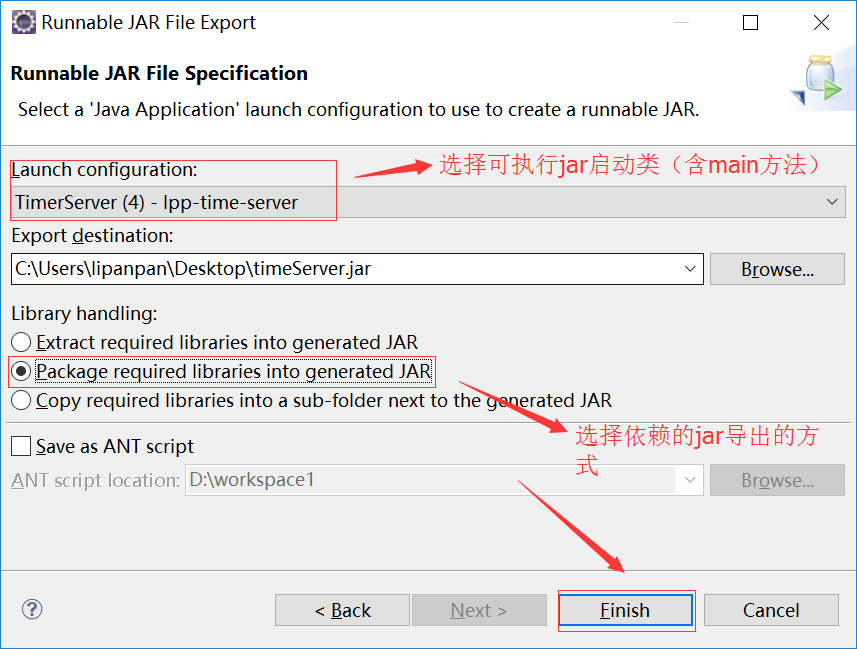 Runnable JAR File Export
Runnable JAR File Specification
Select a 'Java Application' launch configuration to use to create a runnable JAR.
Launch configuration:
选择可执行jar启动类（含main方法）
TimerServer (4) - lpp-time-server
Export destination:
C:\Users\lipanpan\Desktop\timeServer.jar
Browse...
Library handling:
Extract required libraries into generated JAR
Package required libraries into generated JAR
Copy required libraries into a sub-folder next to the generated JAR
选择依赖的jar导出的方
式
Save as ANT script
ANT script location:
D:\workspace1
Browse...
?
< Back
Next >
Finish
Cancel